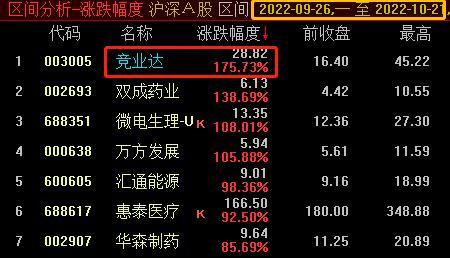 区间分析-涨跌幅度 沪深A股 区间 2022-09-26,一 至 2022-10-21
代码 名称 涨跌幅度↓ 前收盘 最高
1 003005 竞业达 28.82 175.73% 16.40 45.22
2 002693 双成药业 6.13 138.69% 4.42 10.55
3 688351 微电生理-U K 13.35 108.01% 12.36 27.30
4 000638 万方发展 5.94 105.88% 5.61 11.59
5 600605 汇通能源 9.01 98.36% 9.16 18.99
6 688617 惠泰医疗 K 166.50 92.50% 180.00 348.88
7 002907 华森制药 9.64 85.69% 11.25 20.89